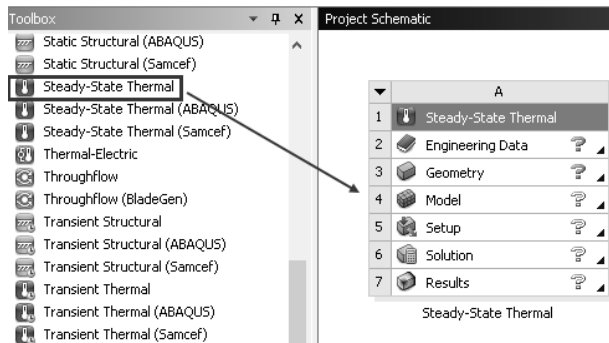 Toolbox
Static Structural (ABAQUS)
Static Structural (Samcef)
Steady-State Thermal
Steady-State Thermal (ABAQUS)
Steady-State Thermal (Samcef)
Thermal-Electric
Throughflow
Throughflow (BladeGen)
Transient Structural
Transient Structural (ABAQUS)
Transient Structural (Samcef)
Transient Thermal
Transient Thermal (ABAQUS)
Transient Thermal (Samcef)
Project Schematic
A
1 Steady-State Thermal
2 Engineering Data ?
3 Geometry ?
4 Model ?
5 Setup ?
6 Solution ?
7 Results ?
Steady-State Thermal